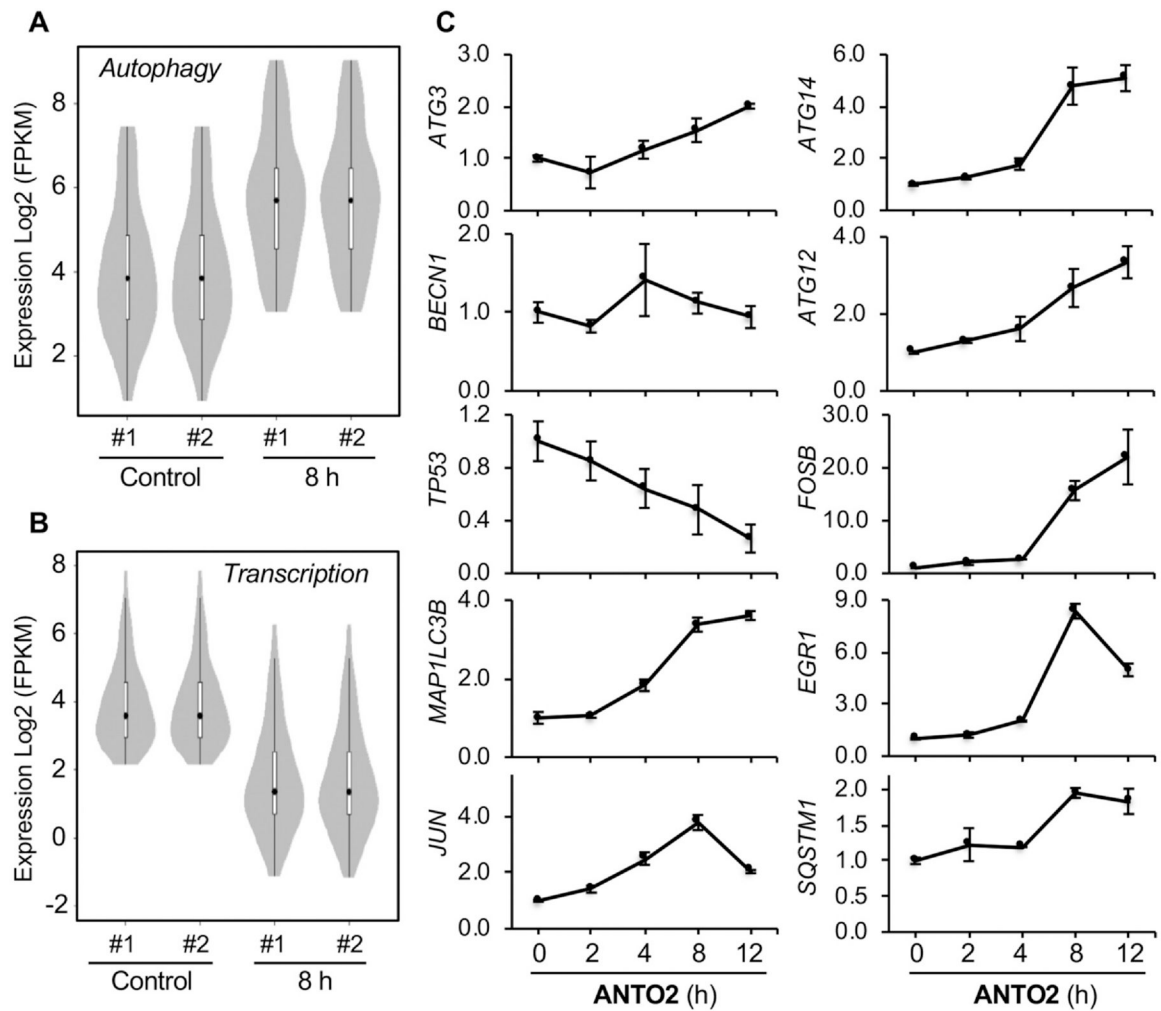 A
Autophagy
Expression Log2 (FPKM)
8
6
4
2
#1 #2 #1 #2
Control 8 h
B
Transcription
Expression Log2 (FPKM)
8
6
4
2
0
-2
#1 #2 #1 #2
Control 8 h
C
ATG3
3.0
2.0
1.0
0.0
ATG14
6.0
4.0
2.0
0.0
BECN1
2.0
1.0
0.0
ATG12
4.0
2.0
0.0
TP53
1.2
0.8
0.4
0.0
FOSB
30.0
20.0
10.0
0.0
MAP1LC3B
4.0
2.0
0.0
EGR1
9.0
6.0
3.0
0.0
JUN
4.0
2.0
0.0
0 2 4 8 12
ANTO2 (h)
SQSTM1
2.0
1.5
1.0
0.5
0.0
0 2 4 8 12
ANTO2 (h)